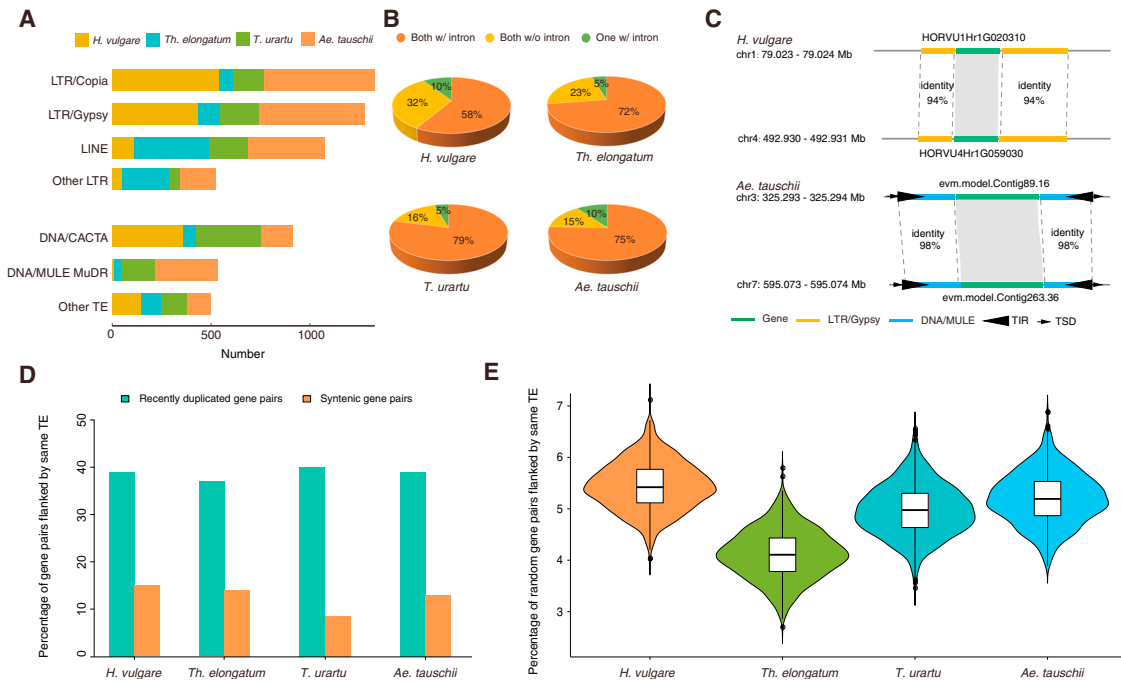 A
H. vulgare Th. elongatum T. urartu Ae. tauschii
LTR/Copia
LTR/Gypsy
LINE
Other LTR
DNA/CACTA
DNA/MULE MuDR
Other TE
0 500 1000
Number
B
Both w/ intron Both w/o intron One w/ intron
10%
32%
58%
H. vulgare
5%
23%
72%
Th. elongatum
5%
16%
79%
T. urartu
10%
15%
75%
Ae. tauschii
C
H. vulgare
HORVU1Hr1G020310
chr1: 79.023 - 79.024 Mb
identity
94%
identity
94%
chr4: 492.930 - 492.931 Mb
HORVU4Hr1G059030
Ae. tauschii
evm.model.Contig89.16
chr3: 325.293 - 325.294 Mb
identity
98%
identity
98%
chr7: 595.073 - 595.074 Mb
evm.model.Contig263.36
Gene LTR/Gypsy DNA/MULE TIR TSD
D
Recently duplicated gene pairs Syntenic gene pairs
Percentage of gene pairs flanked by same TE
50
40
30
20
10
0
H. vulgare Th. elongatum T. urartu Ae. tauschii
E
Percentage of random gene pairs flanked by same TE
7
6
5
4
3
H. vulgare Th. elongatum T. urartu Ae. tauschii